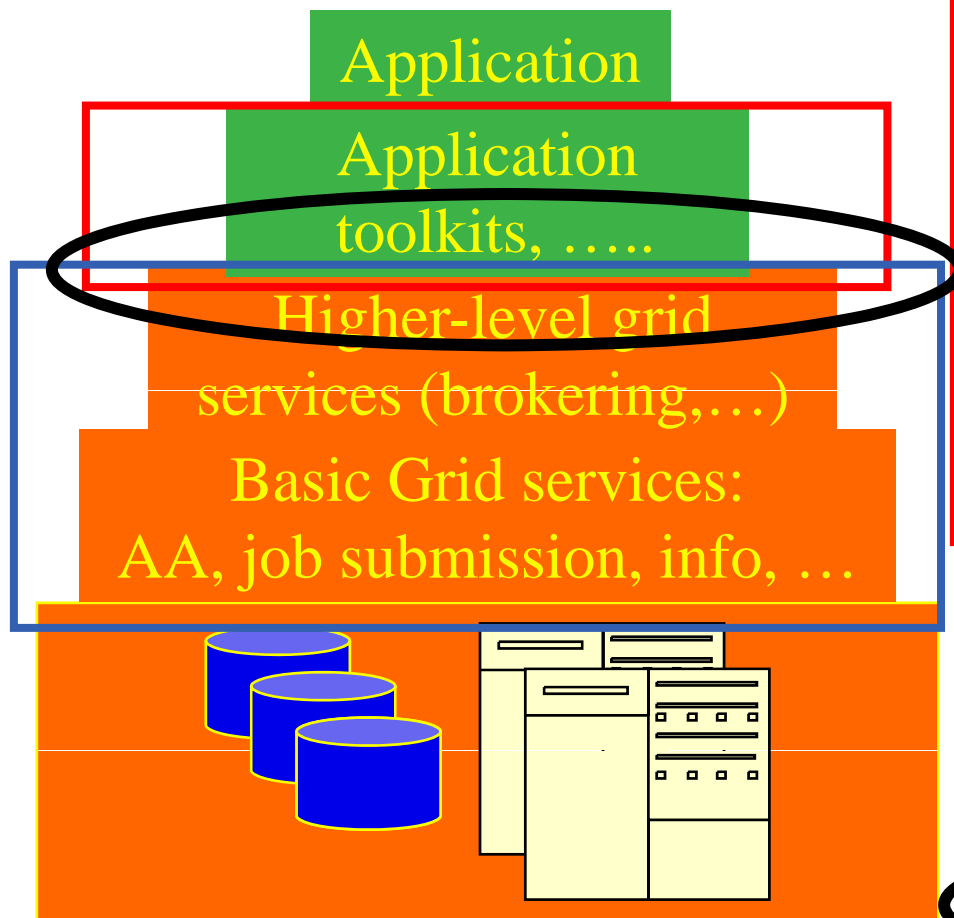 Application
Application
toolkits, …..
Higher-level grid
services (brokering,…)
Basic Grid services:
AA, job submission, info, …